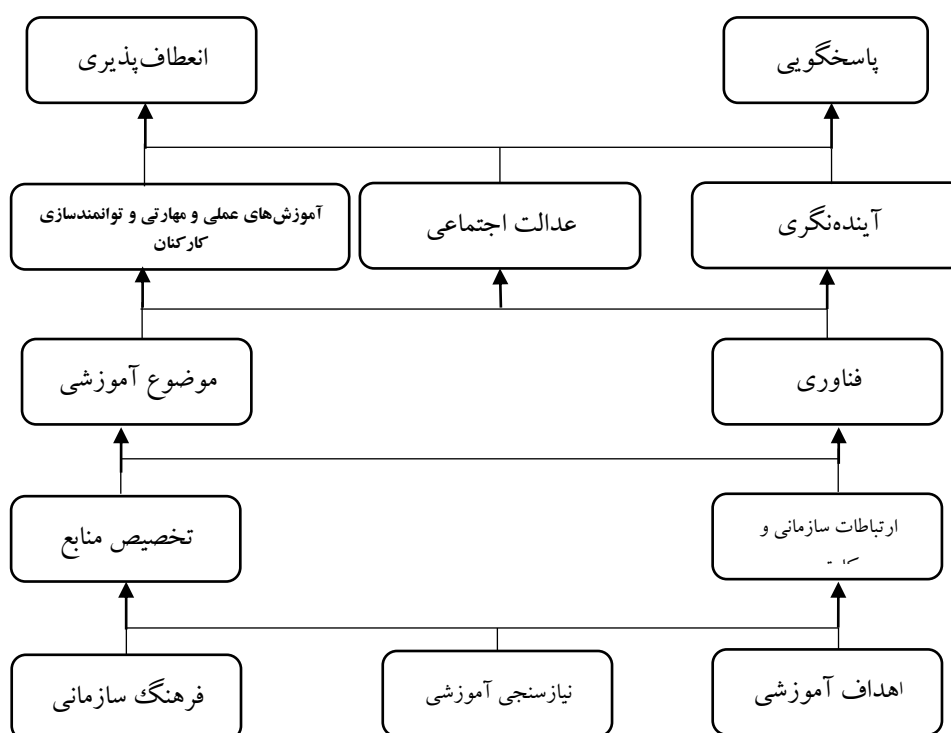 پاسخگویی
انعطاف‌پذیری
آینده‌نگری
عدالت اجتماعی
آموزش‌های عملی و مهارتی و توانمندسازی
کارکنان
فناوری
موضوع آموزشی
ارتباطات سازمانی و
تخصیص منابع
اهداف آموزشی
نیازسنجی آموزشی
فرهنگ سازمانی